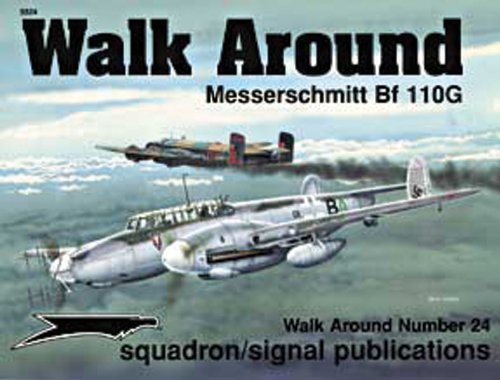 5524
Walk Around
Messerschmitt Bf 110G
B
Walk Around Number 24
squadron/signal publications